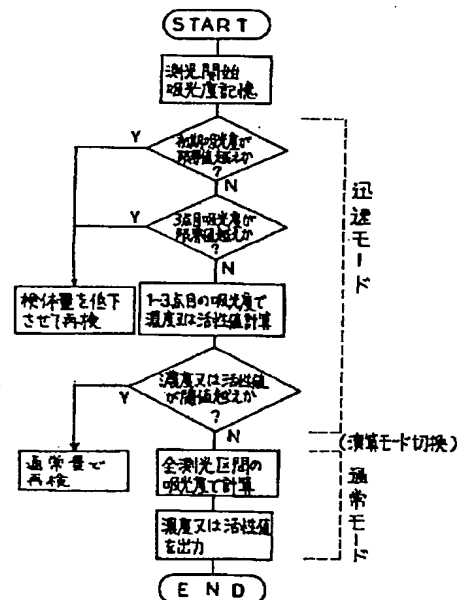 START
測光開始
吸光度記憶
初期吸光度が
限界値越えか
?
Y
N
3点目吸光度が
限界値越えか
?
Y
N
検体量を低下
させて再検
1~3点目の吸光度で
濃度又は活性値計算
濃度又は活性値
が閾値越えか
?
Y
N
通常量で
再検
全測光区間の
吸光度で計算
濃度又は活性値
を出力
END
迅速モード
(演算モード切換)
通常モード